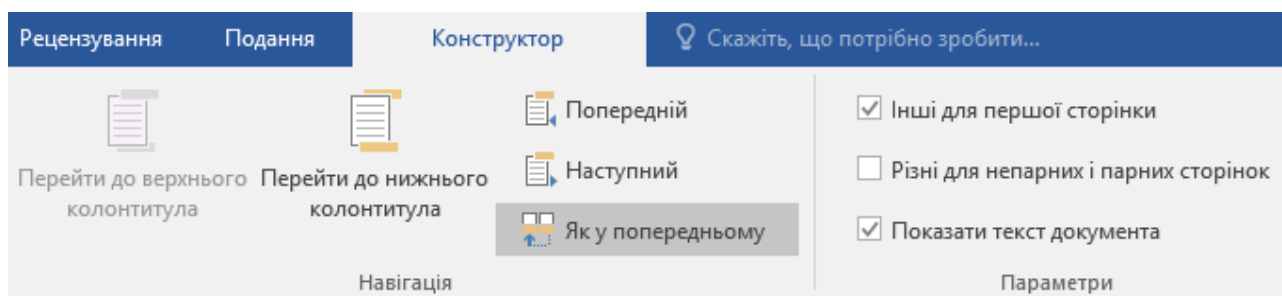 Рецензування Подання Конструктор Скажіть, що потрібно зробити...
Перейти до верхнього колонтитула
Перейти до нижнього колонтитула
Попередній
Наступний
Як у попередньому
Навігація
Інші для першої сторінки
Різні для непарних і парних сторінок
Показати текст документа
Параметри